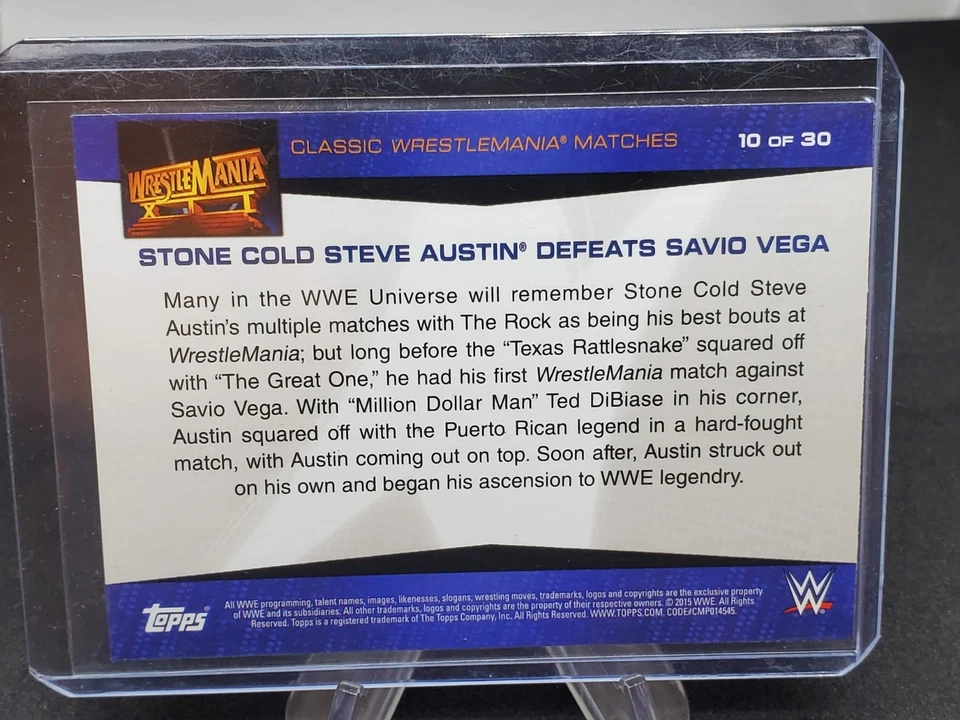 WRESTLEMANIA
XII
CLASSIC WRESTLEMANIA® MATCHES
10 OF 30
STONE COLD STEVE AUSTIN® DEFEATS SAVIO VEGA
Many in the WWE Universe will remember Stone Cold Steve
Austin's multiple matches with The Rock as being his best bouts at
WrestleMania; but long before the “Texas Rattlesnake” squared off
with “The Great One,” he had his first WrestleMania match against
Savio Vega. With “Million Dollar Man” Ted DiBiase in his corner,
Austin squared off with the Puerto Rican legend in a hard-fought
match, with Austin coming out on top. Soon after, Austin struck out
on his own and began his ascension to WWE legendry.
topps®
All WWE programming, talent names, images, likenesses, slogans, wrestling moves, trademarks, logos and copyrights are the exclusive property
of WWE and its subsidiaries. All other trademarks, logos and copyrights are the property of their respective owners. © 2015 WWE. All Rights
Reserved. Topps is a registered trademark of The Topps Company, Inc. All Rights Reserved. WWW.TOPPS.COM. CODE#CMP014545.
W